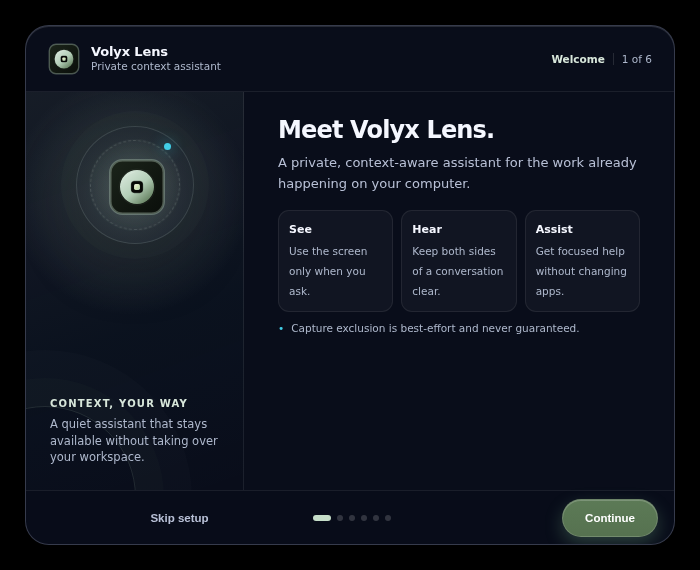 Volyx Lens
Private context assistant
Welcome
1 of 6
CONTEXT, YOUR WAY
A quiet assistant that stays
available without taking over
your workspace.
Meet Volyx Lens.
A private, context-aware assistant for the work already
happening on your computer.
See
Use the screen
only when you
ask.
Hear
Keep both sides
of a conversation
clear.
Assist
Get focused help
without changing
apps.
• Capture exclusion is best-effort and never guaranteed.
Skip setup
Continue